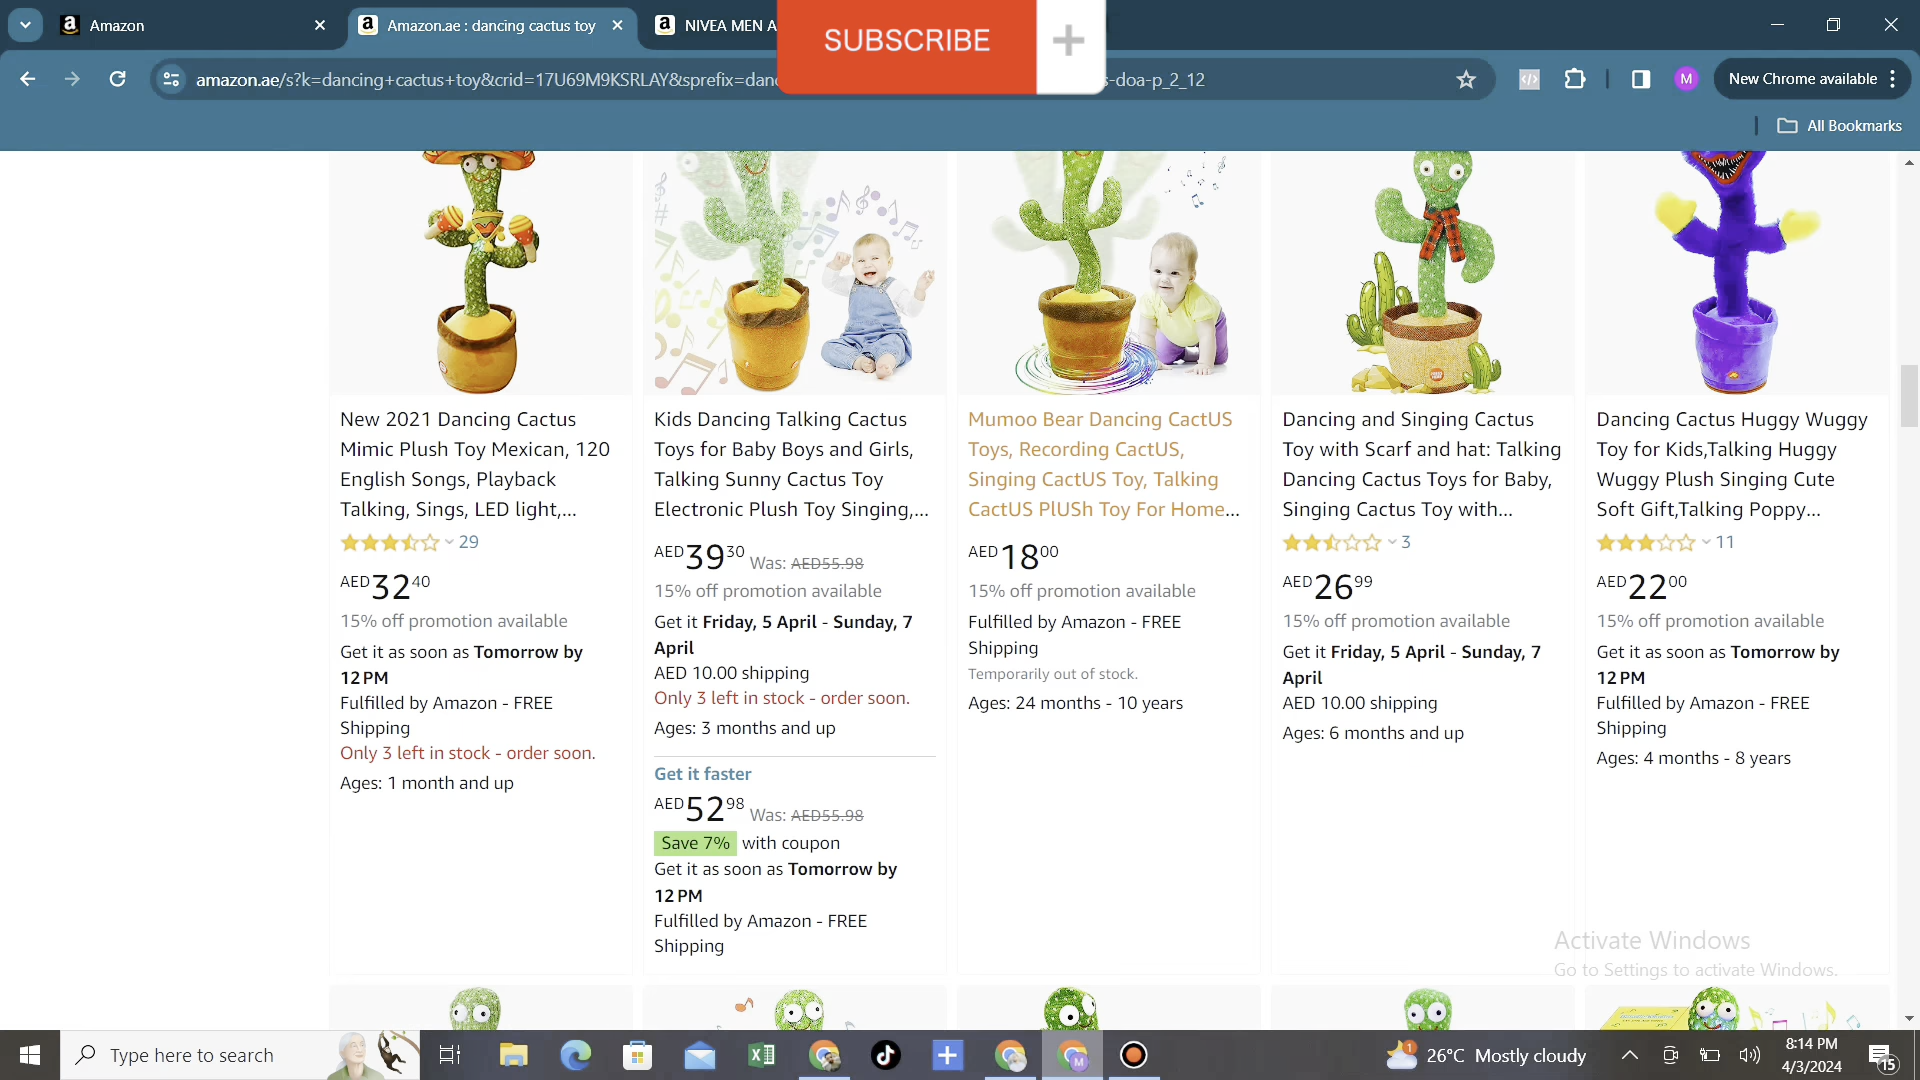 Amazon
Amazon.ae : dancing cactus toy
NIVEA MEN A
SUBSCRIBE
amazon.ae/s?k=dancing+cactus+toy&crid=17U69M9KSRLAY&sprefix=dan
-doa-p_2_12
M
New Chrome available
All Bookmarks
New 2021 Dancing Cactus
Mimic Plush Toy Mexican, 120
English Songs, Playback
Talking, Sings, LED light,...
29
AED32 40
15% off promotion available
Get it as soon as Tomorrow by
12 PM
Fulfilled by Amazon - FREE
Shipping
Only 3 left in stock - order soon.
Ages: 1 month and up
Kids Dancing Talking Cactus
Toys for Baby Boys and Girls,
Talking Sunny Cactus Toy
Electronic Plush Toy Singing,...
AED39 30 Was: AED55.98
15% off promotion available
Get it Friday, 5 April - Sunday, 7
April
AED 10.00 shipping
Only 3 left in stock - order soon.
Ages: 3 months and up
Get it faster
AED52 98 Was: AED55.98
Save 7% with coupon
Get it as soon as Tomorrow by
12 PM
Fulfilled by Amazon - FREE
Shipping
Mumoo Bear Dancing CactUS
Toys, Recording CactUS,
Singing CactUS Toy, Talking
CactUS PlUSh Toy For Home...
AED18 00
15% off promotion available
Fulfilled by Amazon - FREE
Shipping
Temporarily out of stock.
Ages: 24 months - 10 years
Dancing and Singing Cactus
Toy with Scarf and hat: Talking
Dancing Cactus Toys for Baby,
Singing Cactus Toy with...
3
AED26 99
15% off promotion available
Get it Friday, 5 April - Sunday, 7
April
AED 10.00 shipping
Ages: 6 months and up
Dancing Cactus Huggy Wuggy
Toy for Kids,Talking Huggy
Wuggy Plush Singing Cute
Soft Gift,Talking Poppy...
11
AED22 00
15% off promotion available
Get it as soon as Tomorrow by
12 PM
Fulfilled by Amazon - FREE
Shipping
Ages: 4 months - 8 years
Activate Windows
Go to Settings to activate Windows.
Type here to search
26°C Mostly cloudy
8:14 PM
4/3/2024
15